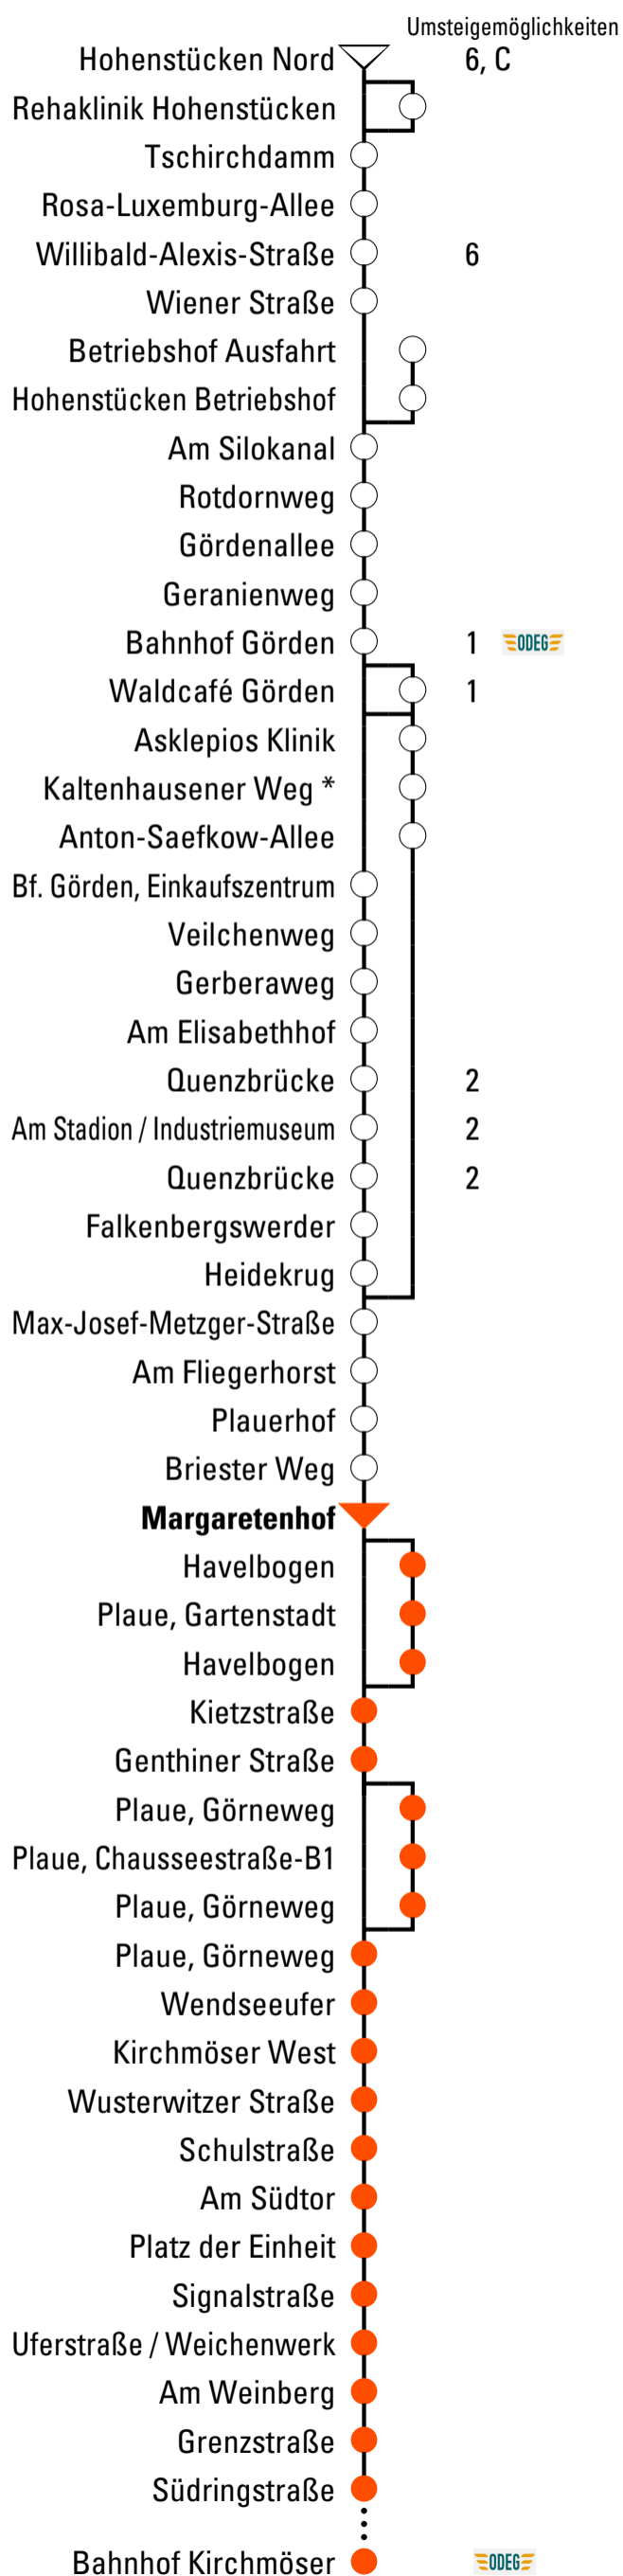 Umsteigemöglichkeiten
Hohenstücken Nord 6, C
Rehaklinik Hohenstücken
Tschirchdamm
Rosa-Luxemburg-Allee
Willibald-Alexis-Straße 6
Wiener Straße
Betriebshof Ausfahrt
Hohenstücken Betriebshof
Am Silokanal
Rotdornweg
Gördenallee
Geranienweg
Bahnhof Görden 1 ODEG
Waldcafé Görden 1
Asklepios Klinik
Kaltenhausener Weg *
Anton-Saefkow-Allee
Bf. Görden, Einkaufszentrum
Veilchenweg
Gerberaweg
Am Elisabethhof
Quenzbrücke 2
Am Stadion / Industriemuseum 2
Quenzbrücke 2
Falkenbergswerder
Heidekrug
Max-Josef-Metzger-Straße
Am Fliegerhorst
Plauerhof
Briester Weg
Margaretenhof
Havelbogen
Plaue, Gartenstadt
Havelbogen
Kietzstraße
Genthiner Straße
Plaue, Görneweg
Plaue, Chausseestraße-B1
Plaue, Görneweg
Plaue, Görneweg
Wendseeufer
Kirchmöser West
Wusterwitzer Straße
Schulstraße
Am Südtor
Platz der Einheit
Signalstraße
Uferstraße / Weichenwerk
Am Weinberg
Grenzstraße
Südringstraße
Bahnhof Kirchmöser ODEG